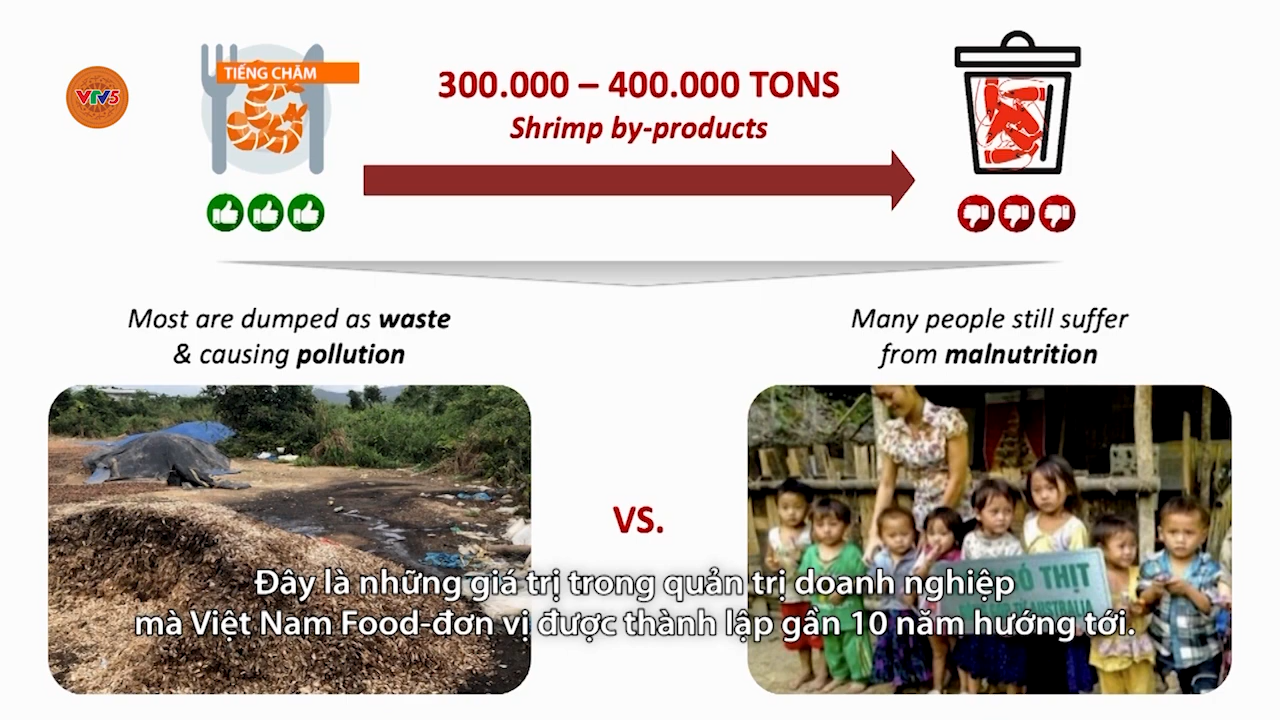 VTV5
TIẾNG CHĂM
300.000 – 400.000 TONS
Shrimp by-products
Most are dumped as waste
& causing pollution
Many people still suffer
from malnutrition
VS.
CÓ THỊT
Đây là những giá trị trong quản trị doanh nghiệp
mà Việt Nam Food-đơn vị được thành lập gần 10 năm hướng tới.